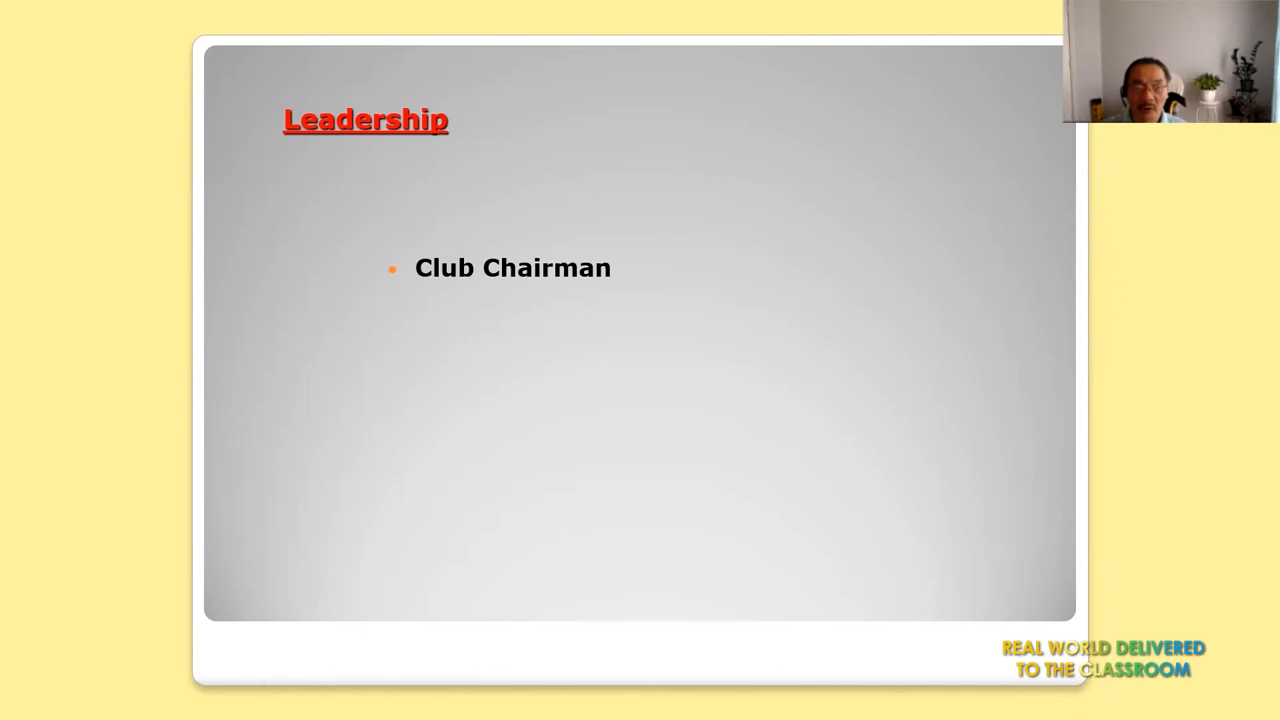 Leadership
Club Chairman
REAL WORLD DELIVERED
TO THE CLASSROOM